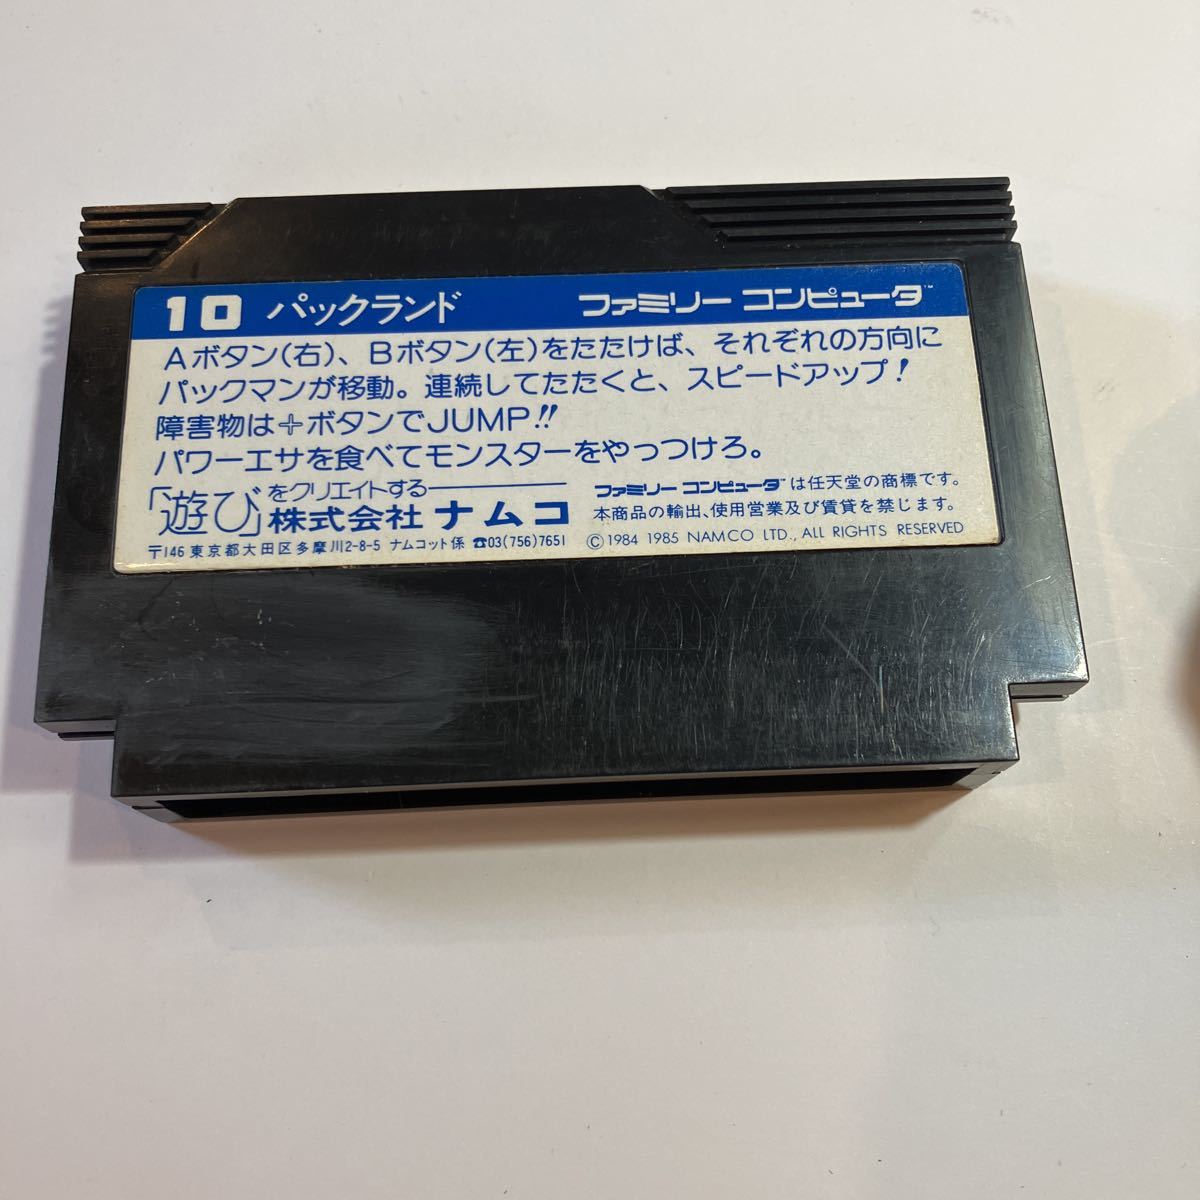 10 パックランド ファミリー コンピュータ™
Aボタン(右)、Bボタン(左)をたたけば、それぞれの方向に
パックマンが移動。連続してたたくと、スピードアップ!
障害物は十ボタンでJUMP!!
パワーエサを食べてモンスターをやっつけろ。
「遊び」をクリエイトする
株式会社 ナムコ
〒146 東京都大田区多摩川2-8-5 ナムコット係 ☎03(756)7651
ファミリー コンピュータ™は任天堂の商標です。
本商品の輸出、使用営業及び賃貸を禁じます。
©1984 1985 NAMCO LTD., ALL RIGHTS RESERVED